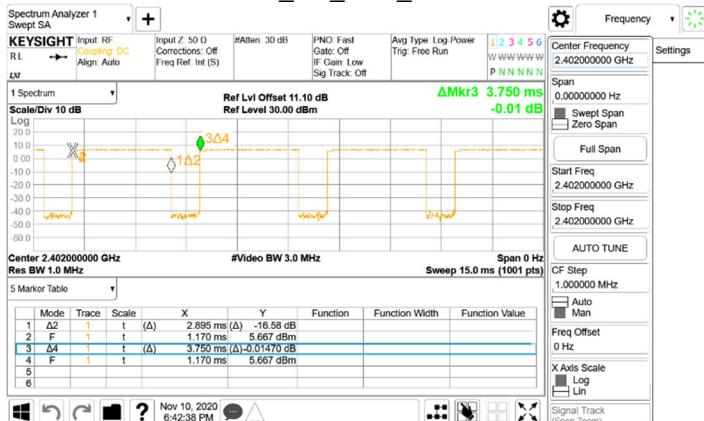 Spectrum Analyzer 1
Swept SA
+
Frequency
KEYSIGHT
RL
LXI
Input: RF
Coupling: DC
Align: Auto
Input Z: 50 Ω
Corrections: Off
Freq Ref: Int (S)
#Atten: 30 dB
PNO: Fast
Gate: Off
IF Gain: Low
Sig Track: Off
Avg Type: Log-Power
Trig: Free Run
1 2 3 4 5 6
W W W W W W
P N N N N N
Center Frequency
2.402000000 GHz
Settings
1 Spectrum
Scale/Div 10 dB
Ref Lvl Offset 11.10 dB
Ref Level 30.00 dBm
ΔMkr3 3.750 ms
-0.01 dB
Span
0.00000000 Hz
Swept Span
Zero Span
Full Span
Start Freq
2.402000000 GHz
Stop Freq
2.402000000 GHz
AUTO TUNE
CF Step
1.000000 MHz
Auto
Man
Freq Offset
0 Hz
X Axis Scale
Log
Lin
Signal Track
(Span Zoom)
Log
20.0
10.0
0.00
-10.0
-20.0
-30.0
-40.0
-50.0
-60.0
3Δ4
1Δ2
Center 2.402000000 GHz
Res BW 1.0 MHz
#Video BW 3.0 MHz
Span 0 Hz
Sweep 15.0 ms (1001 pts)
5 Marker Table
Mode Trace Scale X Y Function Function Width Function Value
1 Δ2 1 t (Δ) 2.895 ms (Δ) -16.58 dB
2 F 1 t 1.170 ms 5.667 dBm
3 Δ4 1 t (Δ) 3.750 ms (Δ) -0.01470 dB
4 F 1 t 1.170 ms 5.667 dBm
5
6
?
Nov 10, 2020
6:42:38 PM